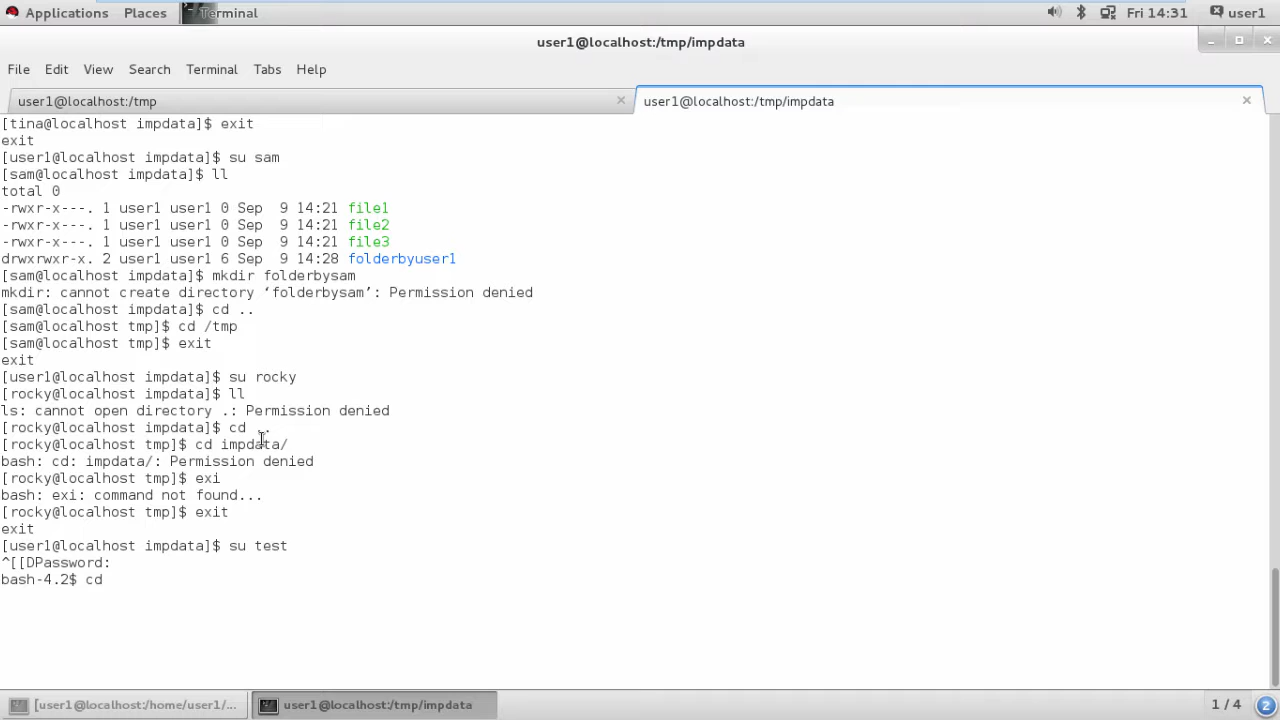 Applications Places Terminal Fri 14:31 user1
user1@localhost:/tmp/impdata
File Edit View Search Terminal Tabs Help
user1@localhost:/tmp × user1@localhost:/tmp/impdata ×
[tina@localhost impdata]$ exit
exit
[user1@localhost impdata]$ su sam
[sam@localhost impdata]$ ll
total 0
-rwxr-x---. 1 user1 user1 0 Sep  9 14:21 file1
-rwxr-x---. 1 user1 user1 0 Sep  9 14:21 file2
-rwxr-x---. 1 user1 user1 0 Sep  9 14:21 file3
drwxrwxr-x. 2 user1 user1 6 Sep  9 14:28 folderbyuser1
[sam@localhost impdata]$ mkdir folderbysam
mkdir: cannot create directory ‘folderbysam’: Permission denied
[sam@localhost impdata]$ cd ..
[sam@localhost tmp]$ cd /tmp
[sam@localhost tmp]$ exit
exit
[user1@localhost impdata]$ su rocky
[rocky@localhost impdata]$ ll
ls: cannot open directory .: Permission denied
[rocky@localhost impdata]$ cd ..
[rocky@localhost tmp]$ cd impdata/
bash: cd: impdata/: Permission denied
[rocky@localhost tmp]$ exi
bash: exi: command not found...
[rocky@localhost tmp]$ exit
exit
[user1@localhost impdata]$ su test
^[[DPassword:
bash-4.2$ cd
[user1@localhost:/home/user1/... user1@localhost:/tmp/impdata 1 / 4 2